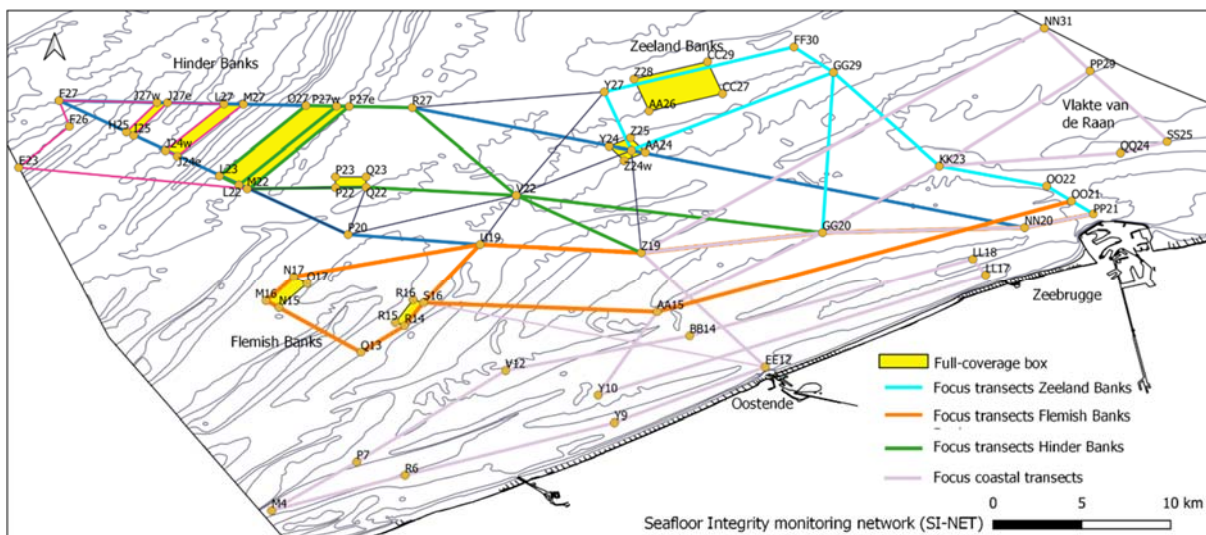 NN31
FF30
Zeeland Banks
CC29
GG29
PP29
Hinder Banks
Z28
F27
J27w
J27e
L27
M27
O27
P27w
P27e
R27
Y27
CC27
AA26
Vlakte van
de Raan
F26
H25
I25
Z25
SS25
J24w
J24e
Y24
Z24w
AA24
QQ24
E23
L23
P23
Q23
KK23
L22
M22
P22
Q22
V22
OO22
OO21
PP21
P20
GG20
NN20
U19
Z19
LL18
N17
O17
LL17
M16
N15
R16
S16
Zeebrugge
R15
R14
AA15
Flemish Banks
Q13
BB14
V12
EE12
Full-coverage box
Y10
Oostende
Focus transects Zeeland Banks
Y9
Focus transects Flemish Banks
P7
Focus transects Hinder Banks
R6
Focus coastal transects
M4
0 5 10 km
Seafloor Integrity monitoring network (SI-NET)